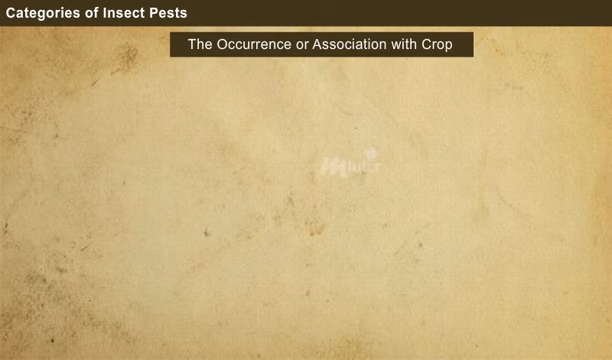 Categories of Insect Pests
The Occurrence or Association with Crop